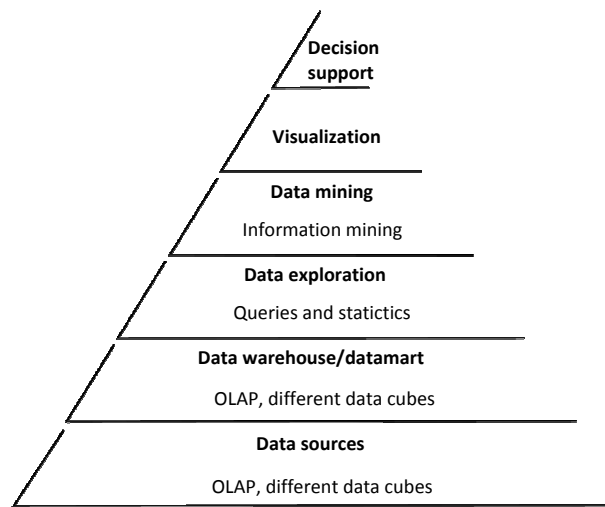 Decision
support
Visualization
Data mining
Information mining
Data exploration
Queries and statictics
Data warehouse/datamart
OLAP, different data cubes
Data sources
OLAP, different data cubes